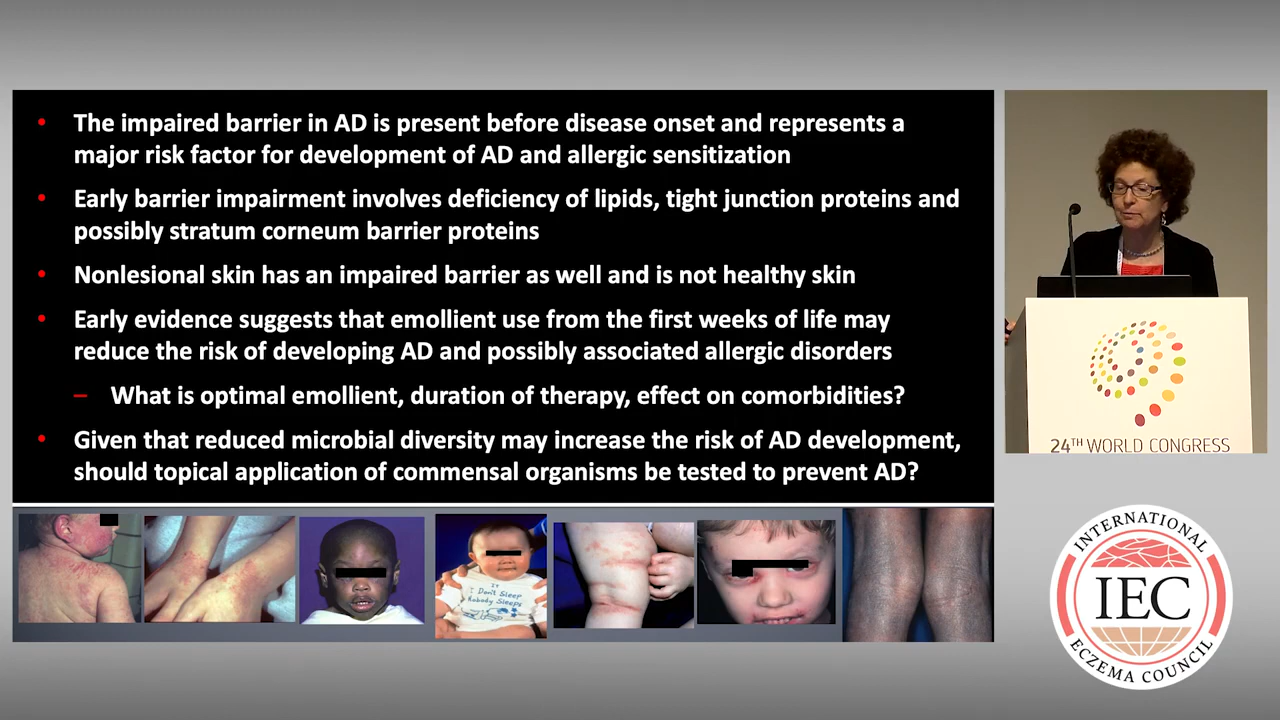 • The impaired barrier in AD is present before disease onset and represents a
major risk factor for development of AD and allergic sensitization
• Early barrier impairment involves deficiency of lipids, tight junction proteins and
possibly stratum corneum barrier proteins
• Nonlesional skin has an impaired barrier as well and is not healthy skin
• Early evidence suggests that emollient use from the first weeks of life may
reduce the risk of developing AD and possibly associated allergic disorders
– What is optimal emollient, duration of therapy, effect on comorbidities?
• Given that reduced microbial diversity may increase the risk of AD development,
should topical application of commensal organisms be tested to prevent AD?
If I
Don't Sleep
Nobody Sleeps
24TH WORLD CONGRESS
INTERNATIONAL
IEC
ECZEMA COUNCIL